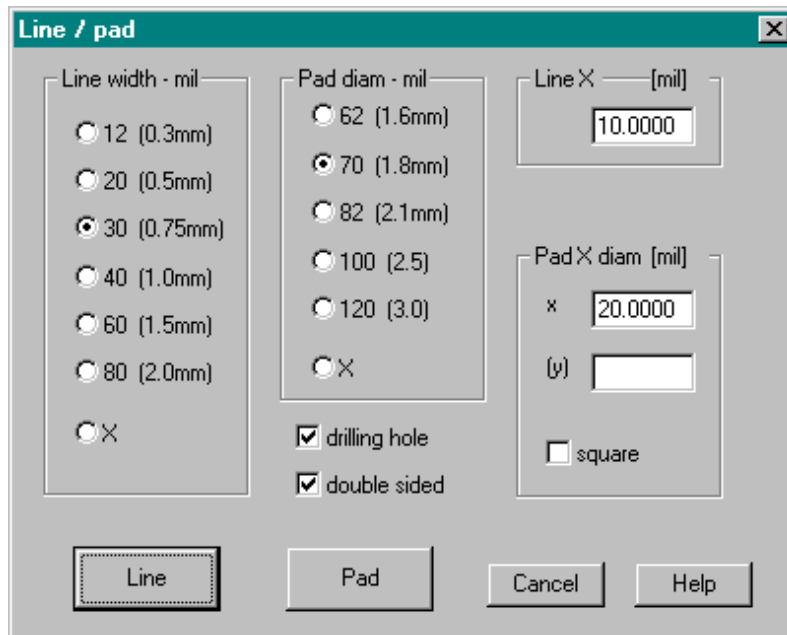 Line / pad
Line width - mil
12 (0.3mm)
20 (0.5mm)
30 (0.75mm)
40 (1.0mm)
60 (1.5mm)
80 (2.0mm)
X
Pad diam - mil
62 (1.6mm)
70 (1.8mm)
82 (2.1mm)
100 (2.5)
120 (3.0)
X
drilling hole
double sided
Line X [mil]
10.0000
Pad X diam [mil]
x 20.0000
(y)
square
Line
Pad
Cancel
Help